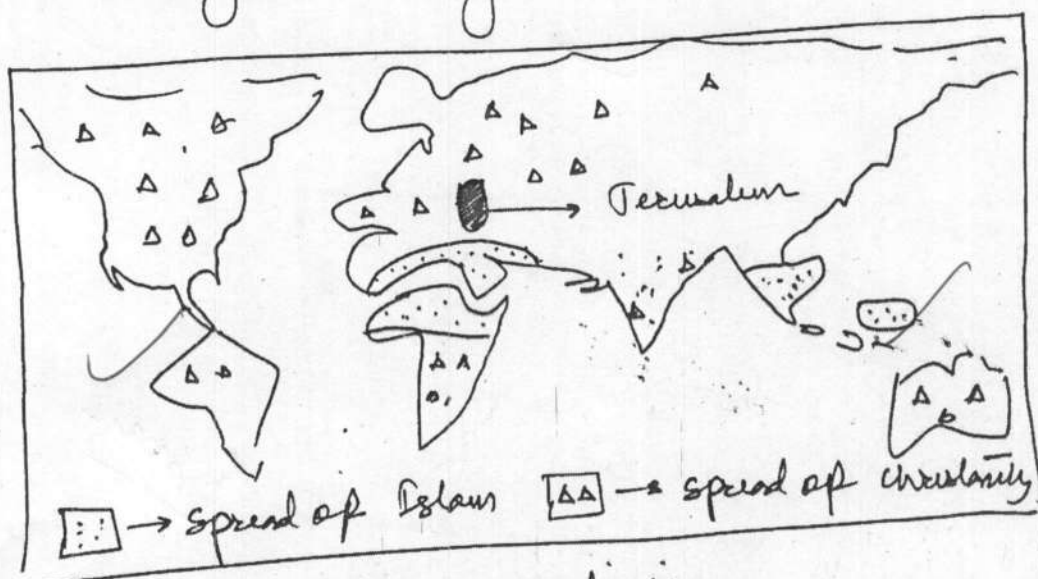 Jerusalem
→ Spread of Islam
→ Spread of Christianity